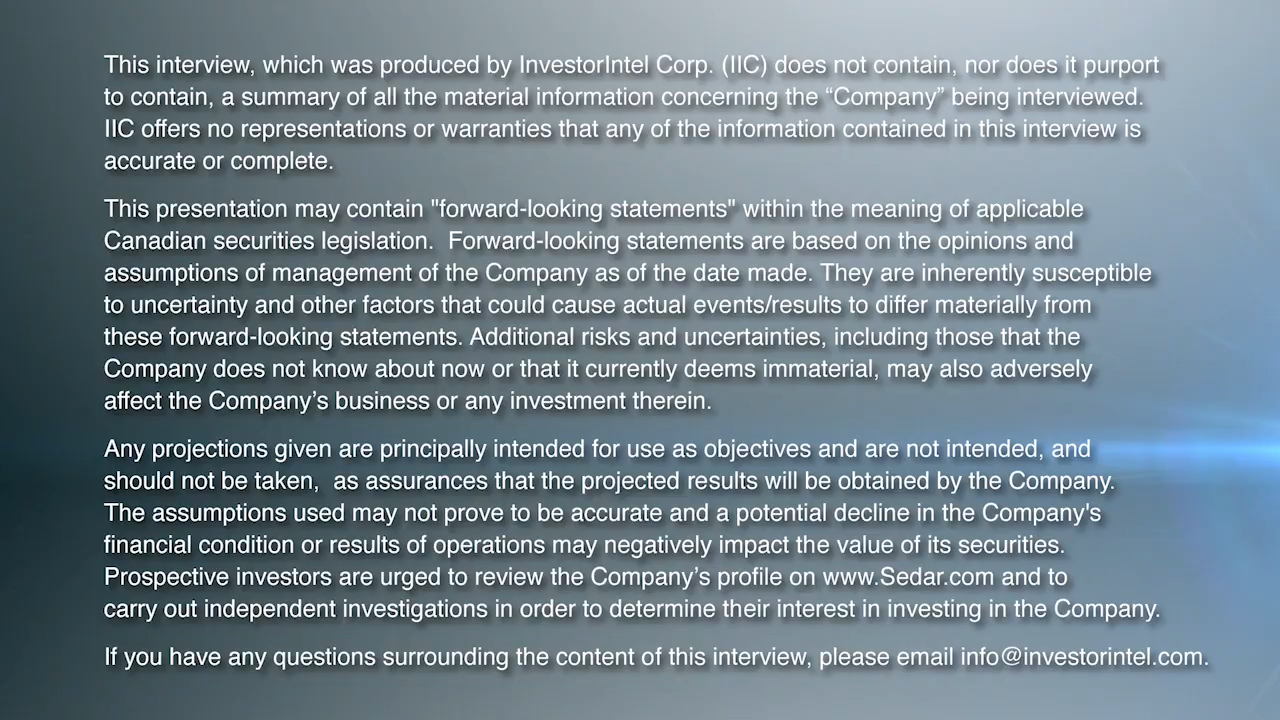 This interview, which was produced by InvestorIntel Corp. (IIC) does not contain, nor does it purport
to contain, a summary of all the material information concerning the “Company” being interviewed.
IIC offers no representations or warranties that any of the information contained in this interview is
accurate or complete.
This presentation may contain "forward-looking statements" within the meaning of applicable
Canadian securities legislation.  Forward-looking statements are based on the opinions and
assumptions of management of the Company as of the date made. They are inherently susceptible
to uncertainty and other factors that could cause actual events/results to differ materially from
these forward-looking statements. Additional risks and uncertainties, including those that the
Company does not know about now or that it currently deems immaterial, may also adversely
affect the Company’s business or any investment therein.
Any projections given are principally intended for use as objectives and are not intended, and
should not be taken,  as assurances that the projected results will be obtained by the Company.
The assumptions used may not prove to be accurate and a potential decline in the Company's
financial condition or results of operations may negatively impact the value of its securities.
Prospective investors are urged to review the Company’s profile on www.Sedar.com and to
carry out independent investigations in order to determine their interest in investing in the Company.
If you have any questions surrounding the content of this interview, please email info@investorintel.com.